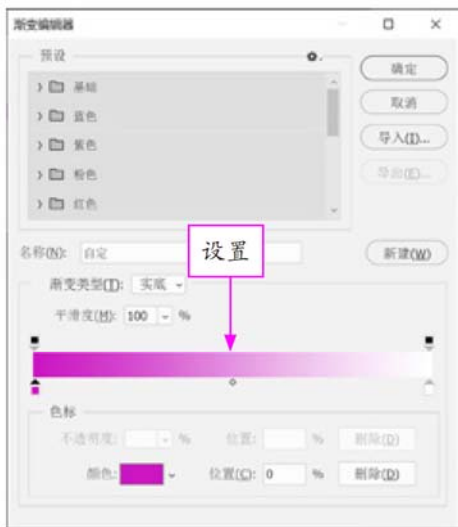 渐变编辑器
预设
确定
基础
取消
蓝色
导入(I)...
紫色
粉色
导出(E)...
红色
名称(N): 自定
新建(W)
设置
渐变类型(T): 实底
平滑度(M): 100 %
色标
不透明度: % 位置: % 删除(D)
颜色: 位置(C): 0 % 删除(D)